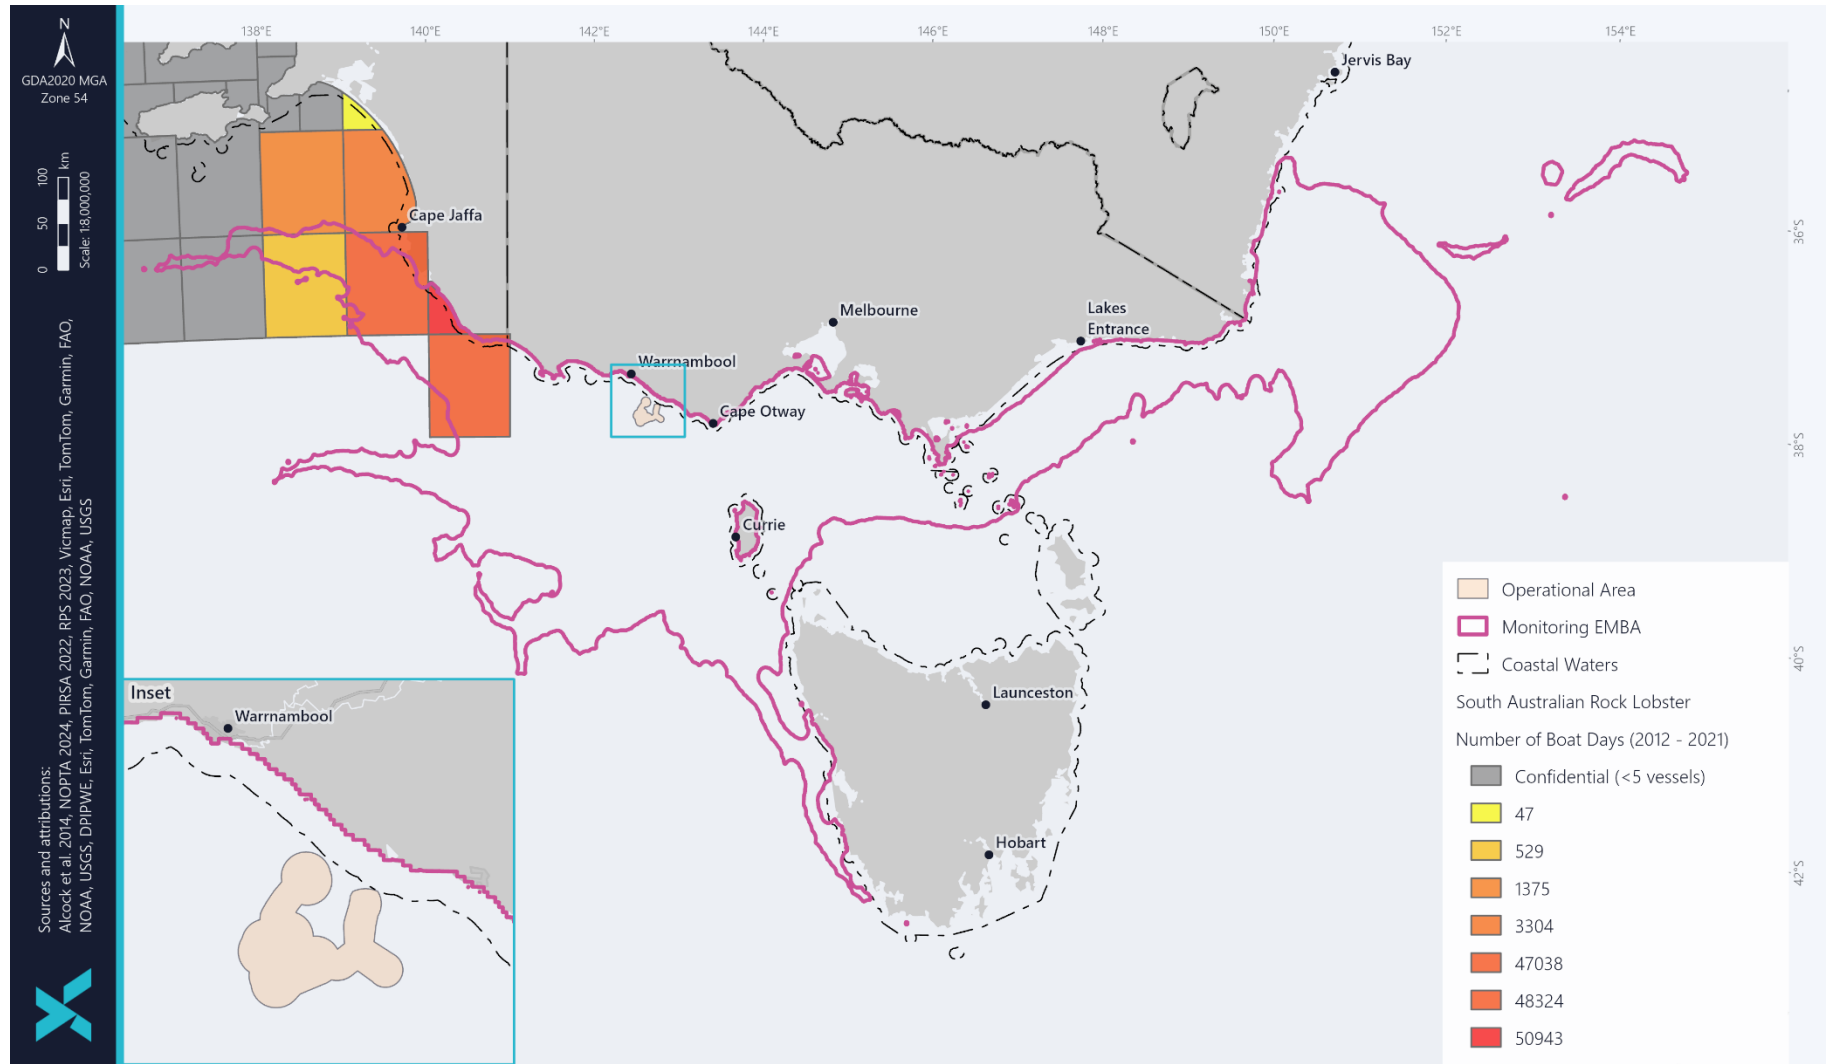 N
GDA2020 MGA
Zone 54
0 50 100 km
Scale: 1:8,000,000
Sources and attributions:
Alcock et al. 2014, NOPTA 2024, PIRSA 2022, RPS 2023, Vicmap, Esri, TomTom, Garmin, FAO,
NOAA, USGS, DPIPWE, Esri, TomTom, Garmin, FAO, NOAA, USGS
138°E 140°E 142°E 144°E 146°E 148°E 150°E 152°E 154°E
36°S
38°S
40°S
42°S
Jervis Bay
Cape Jaffa
Melbourne
Lakes
Entrance
Warrnambool
Cape Otway
Currie
Launceston
Hobart
Inset
Warrnambool
Operational Area
Monitoring EMBA
Coastal Waters
South Australian Rock Lobster
Number of Boat Days (2012 - 2021)
Confidential (<5 vessels)
47
529
1375
3304
47038
48324
50943